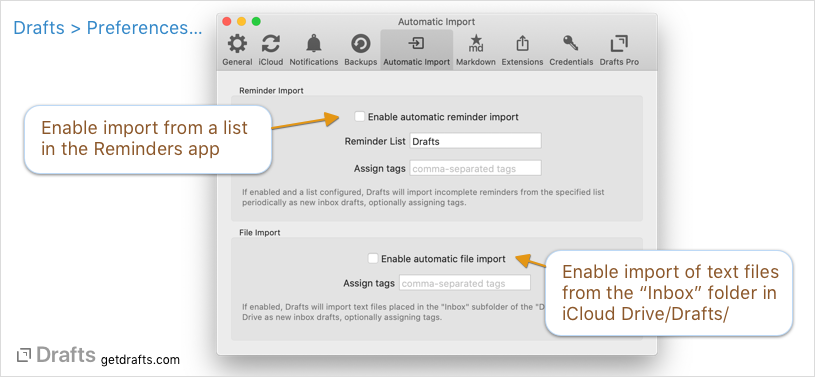 Drafts > Preferences...
Automatic Import
General iCloud Notifications Backups Automatic Import Markdown Extensions Credentials Drafts Pro
md
Reminder Import
Enable automatic reminder import
Enable import from a list
in the Reminders app
Reminder List Drafts
Assign tags comma-separated tags
If enabled and a list configured, Drafts will import incomplete reminders from the specified list
periodically as new inbox drafts, optionally assigning tags.
File Import
Enable automatic file import
Assign tags comma-separated tags
If enabled, Drafts will import text files placed in the "Inbox" subfolder of the "D
Drive as new inbox drafts, optionally assigning tags.
Enable import of text files
from the “Inbox” folder in
iCloud Drive/Drafts/
Drafts getdrafts.com